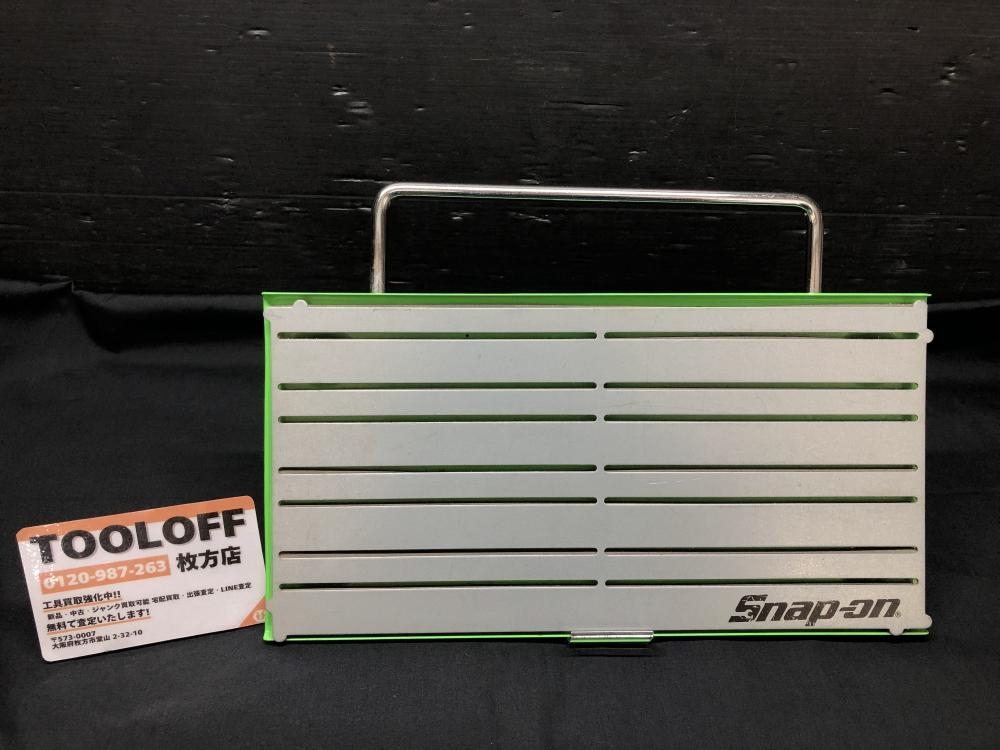 TOOLOFF
0120-987-263 枚方店
工具買取強化中!!
新品・中古・ジャンク買取可能 宅配買取・出張査定・LINE査定
無料で査定いたします!
〒573-0007
大阪府枚方市堂山 2-32-10
Snap-on®